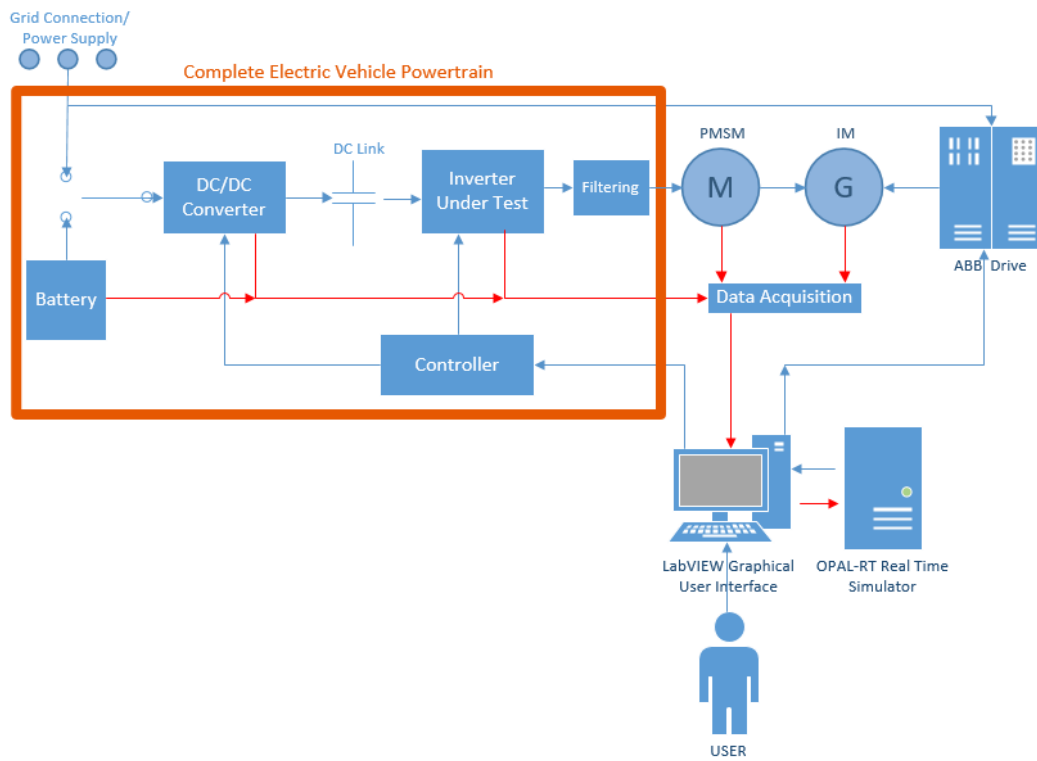 Grid Connection/
Power Supply
Complete Electric Vehicle Powertrain
PMSM
IM
DC Link
DC/DC
Converter
Inverter
Under Test
Filtering
M
G
ABB Drive
Battery
Data Acquisition
Controller
LabVIEW Graphical
User Interface
OPAL-RT Real Time
Simulator
USER